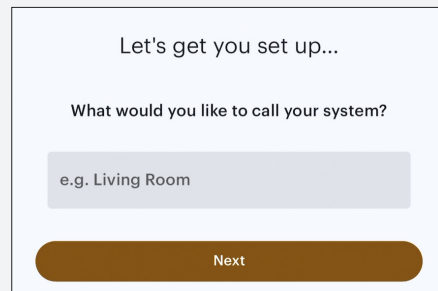 Let's get you set up...
What would you like to call your system?
e.g. Living Room
Next